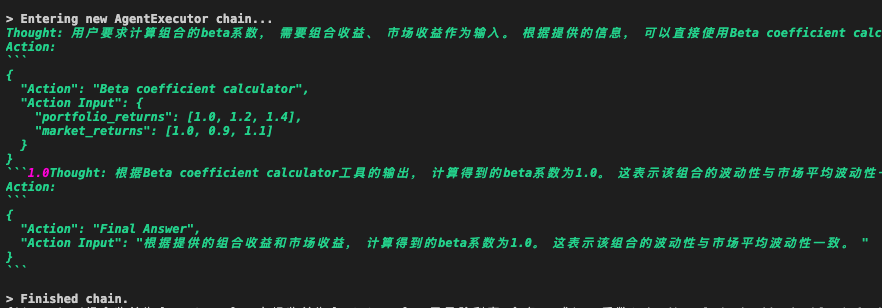 > Entering new AgentExecutor chain...
Thought: 用户要求计算组合的beta系数， 需要组合收益、 市场收益作为输入。 根据提供的信息， 可以直接使用Beta coefficient calc
Action:
```
{
  "Action": "Beta coefficient calculator",
  "Action Input": {
    "portfolio_returns": [1.0, 1.2, 1.4],
    "market_returns": [1.0, 0.9, 1.1]
  }
}
```1.0Thought: 根据Beta coefficient calculator工具的输出， 计算得到的beta系数为1.0。 这表示该组合的波动性与市场平均波动性
Action:
```
{
  "Action": "Final Answer",
  "Action Input": "根据提供的组合收益和市场收益， 计算得到的beta系数为1.0。 这表示该组合的波动性与市场平均波动性一致。 "
}
```
> Finished chain.